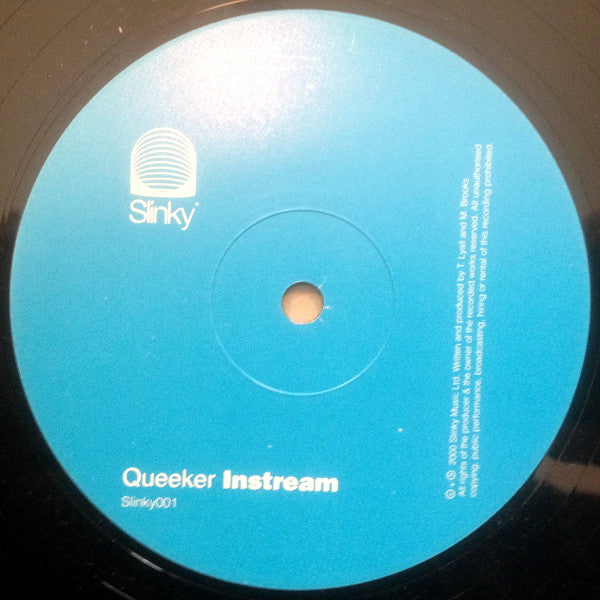 Slinky
Queeker Instream
Slinky001
© + ℗ 2000 Slinky Music Ltd. Written and produced by T. Lyall and M. Books
All rights of the producer & the owner of the recorded works reserved. All unauthorised
copying, public performance, broadcasting, hiring or rental of this recording prohibited.